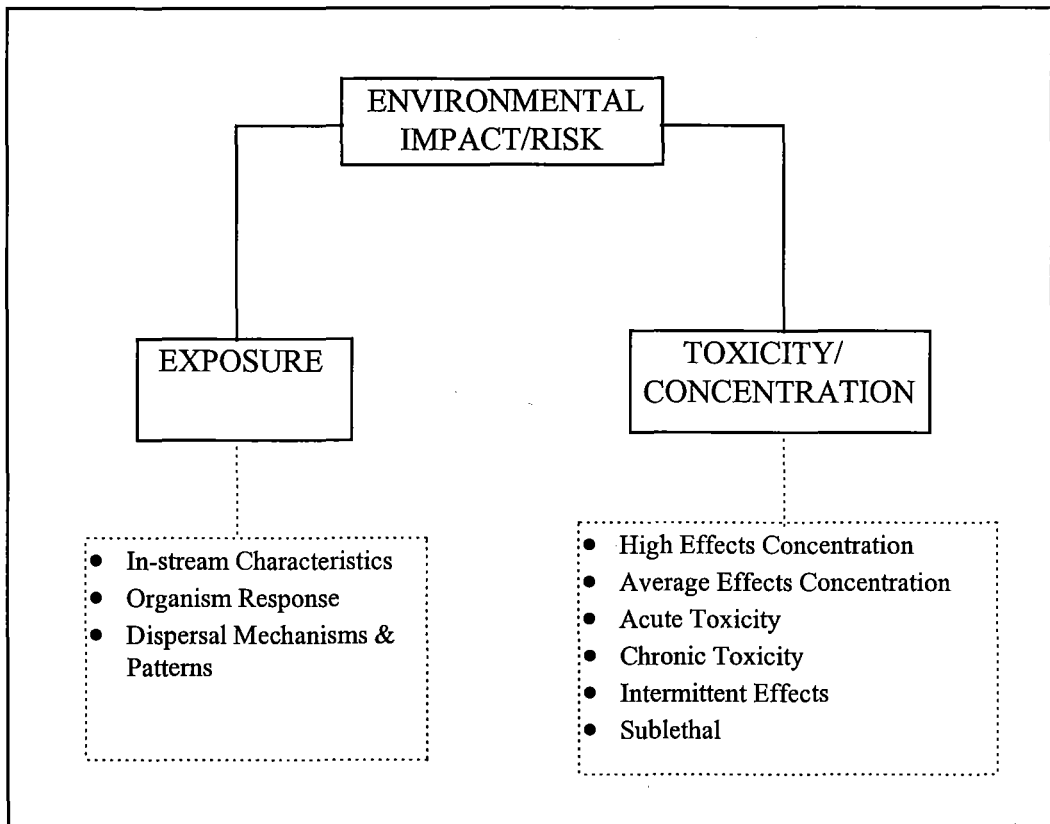 ENVIRONMENTAL
IMPACT/RISK
EXPOSURE
TOXICITY/
CONCENTRATION
● In-stream Characteristics
● Organism Response
● Dispersal Mechanisms &
Patterns
● High Effects Concentration
● Average Effects Concentration
● Acute Toxicity
● Chronic Toxicity
● Intermittent Effects
● Sublethal